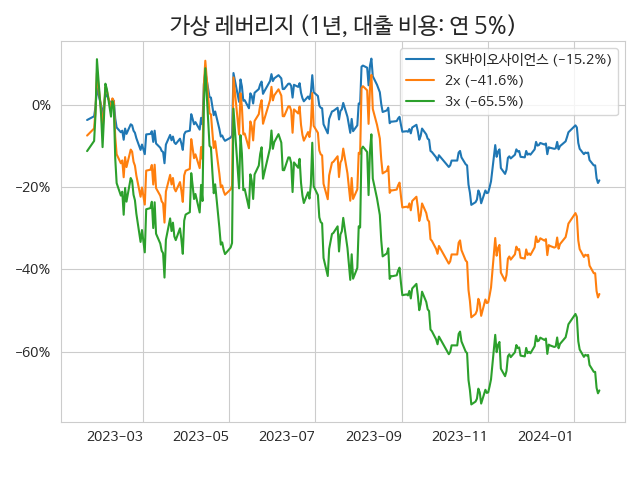 가상 레버리지 (1년, 대출 비용: 연 5%)
SK바이오사이언스 (−15.2%)
2x (−41.6%)
3x (−65.5%)
0%
−20%
−40%
−60%
2023−03 2023−05 2023−07 2023−09 2023−11 2024−01